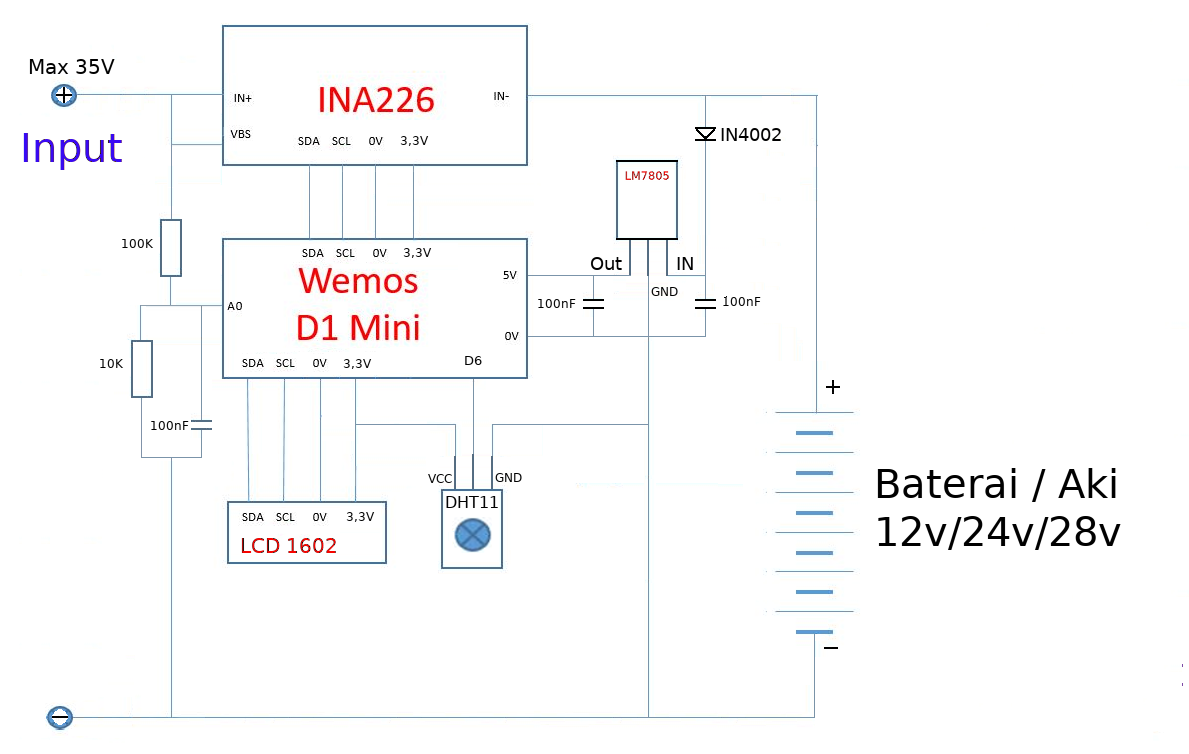 Max 35V
Input
IN+
INA226
IN-
VBS
SDA SCL 0V 3,3V
IN4002
LM7805
100K
SDA SCL 0V 3,3V
Wemos
D1 Mini
5V
Out IN
GND
100nF
100nF
A0
0V
10K
SDA SCL 0V 3,3V
D6
100nF
+
VCC GND
DHT11
SDA SCL 0V 3,3V
LCD 1602
Baterai / Aki
12v/24v/28v